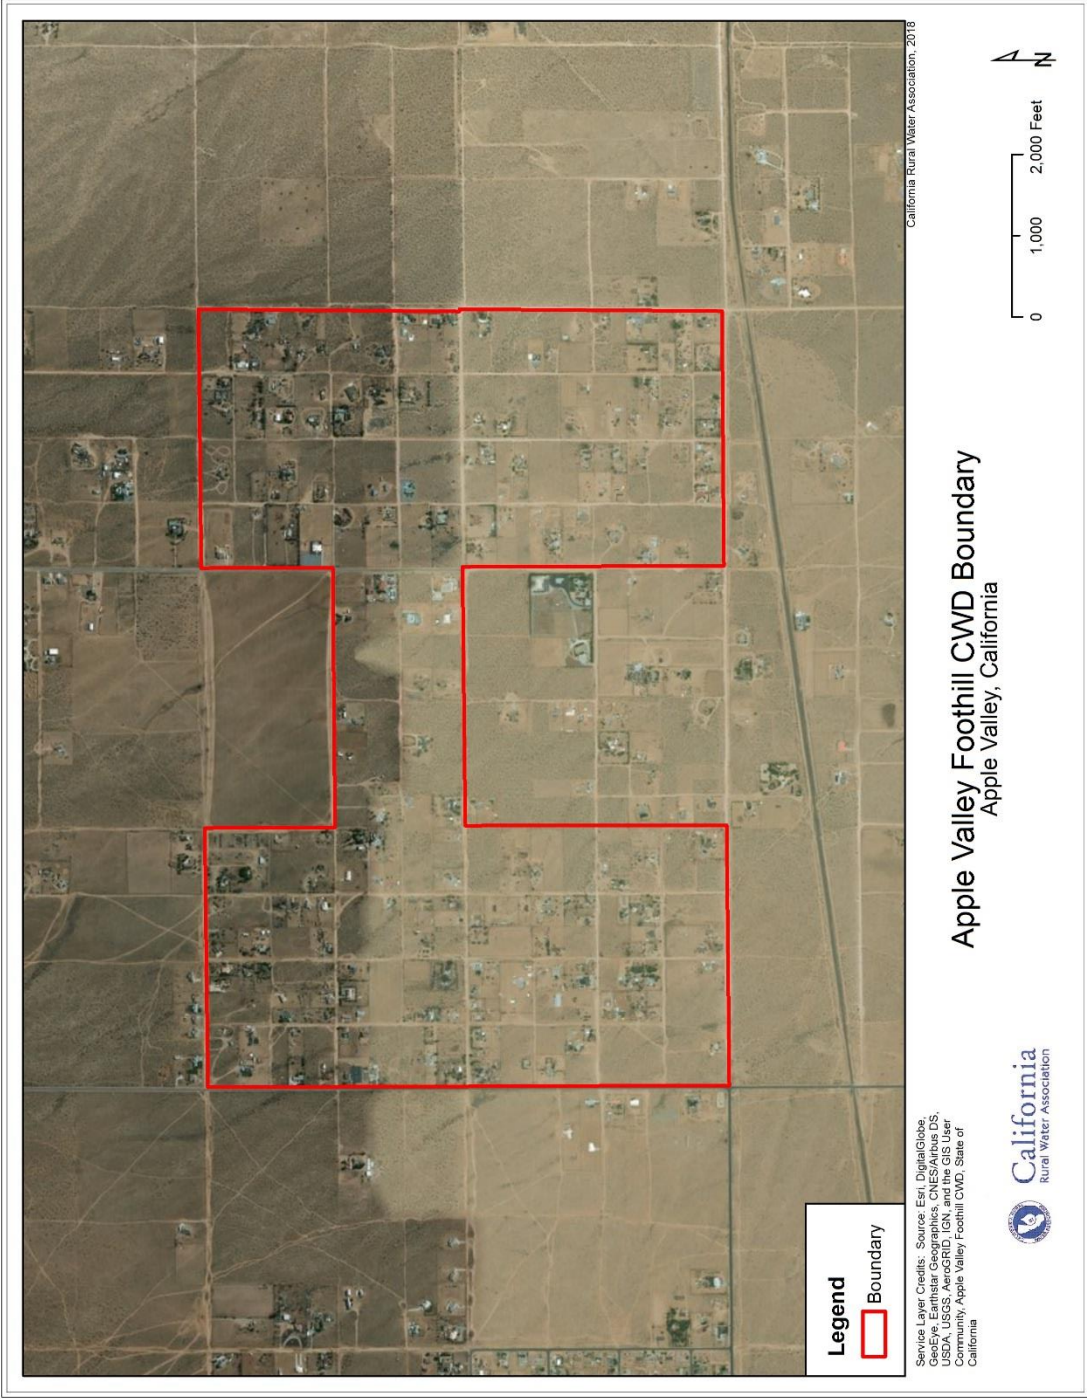 California Rural Water Association, 2018
Legend
Boundary
Service Layer Credits: Source: Esri, DigitalGlobe,
GeoEye, Earthstar Geographics, CNES/Airbus DS,
USDA, USGS, AeroGRID, IGN, and the GIS User
Community, Apple Valley Foothill CWD, State of
California
Apple Valley Foothill CWD Boundary
Apple Valley, California
California
Rural Water Association
0 1,000 2,000 Feet
N